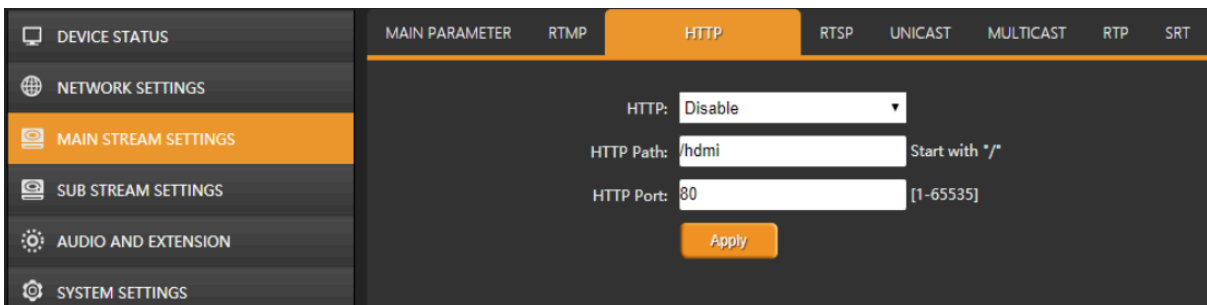 DEVICE STATUS
NETWORK SETTINGS
MAIN STREAM SETTINGS
SUB STREAM SETTINGS
AUDIO AND EXTENSION
SYSTEM SETTINGS
MAIN PARAMETER RTMP HTTP RTSP UNICAST MULTICAST RTP SRT
HTTP: Disable
HTTP Path: /hdmi Start with "/"
HTTP Port: 80 [1-65535]
Apply